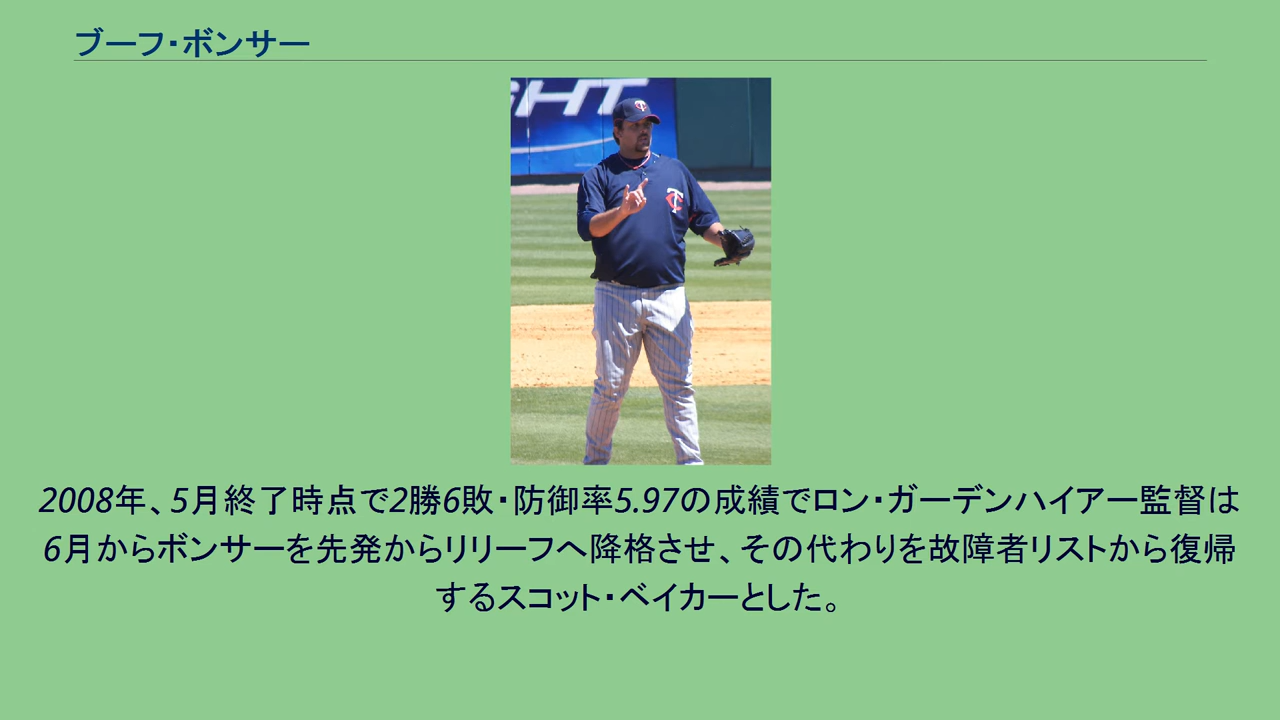 ブーフ・ボンサー
GHT
2008年、5月終了時点で2勝6敗・防御率5.97の成績でロン・ガーデンハイアー監督は
6月からボンサーを先発からリリーフへ降格させ、その代わりを故障者リストから復帰
するスコット・ベイカーとした。